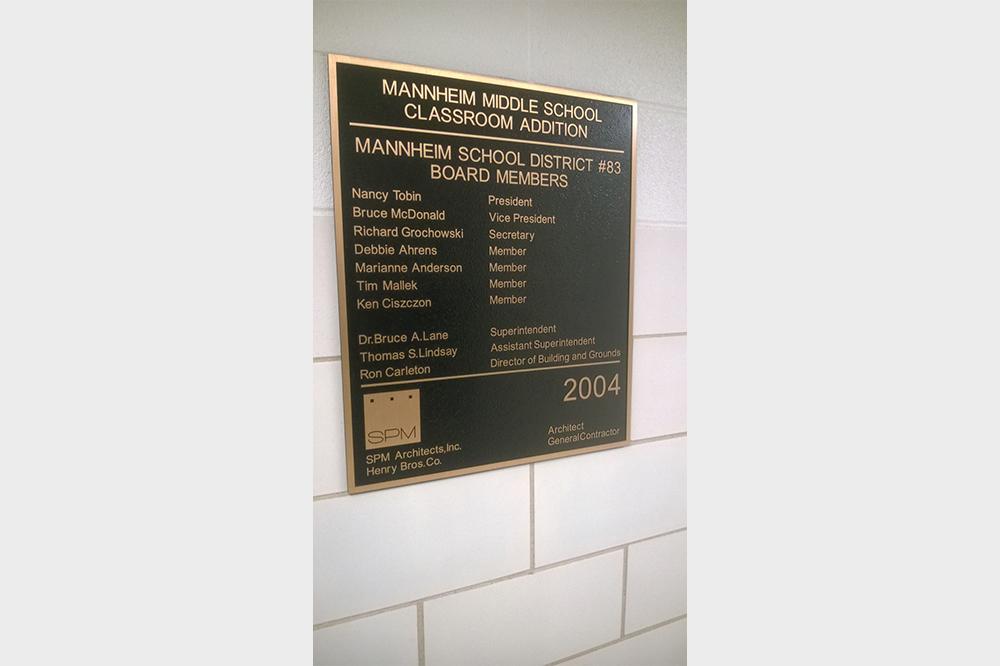 MANNHEIM MIDDLE SCHOOL
CLASSROOM ADDITION
MANNHEIM SCHOOL DISTRICT #83
BOARD MEMBERS
Nancy Tobin President
Bruce McDonald Vice President
Richard Grochowski Secretary
Debbie Ahrens Member
Marianne Anderson Member
Tim Mallek Member
Ken Ciszczon Member
Dr.Bruce A.Lane Superintendent
Thomas S.Lindsay Assistant Superintendent
Ron Carleton Director of Building and Grounds
2004
SPM
SPM Architects,Inc. Architect
Henry Bros.Co. General Contractor